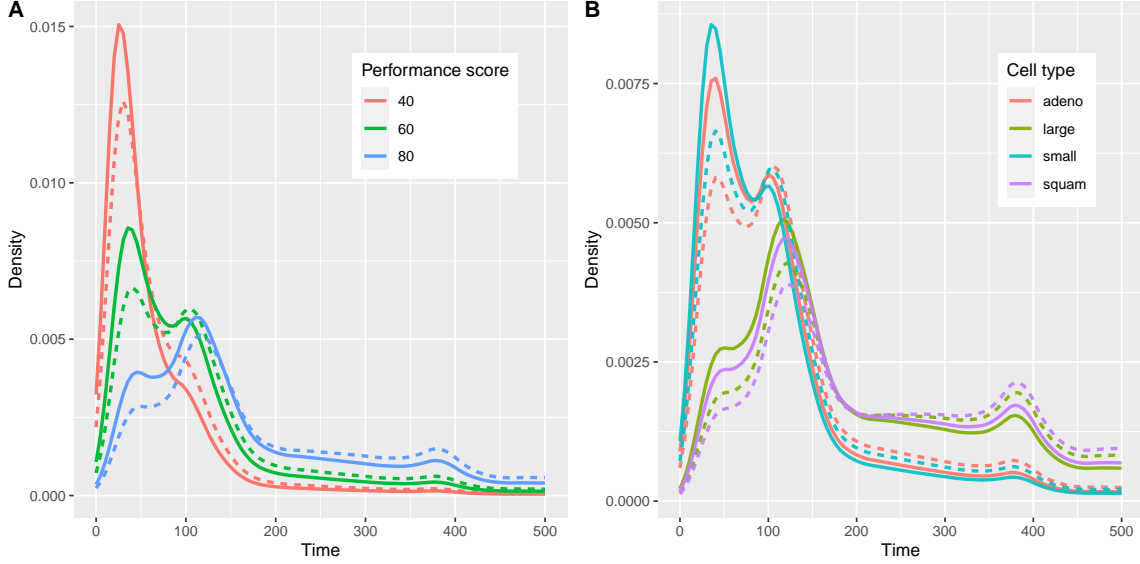 A
0.015
0.010
0.005
0.000
Density
0
100
200
300
400
500
Time
Performance score
40
60
80
B
0.0075
0.0050
0.0025
0.0000
Density
0
100
200
300
400
500
Time
Cell type
adeno
large
small
squam